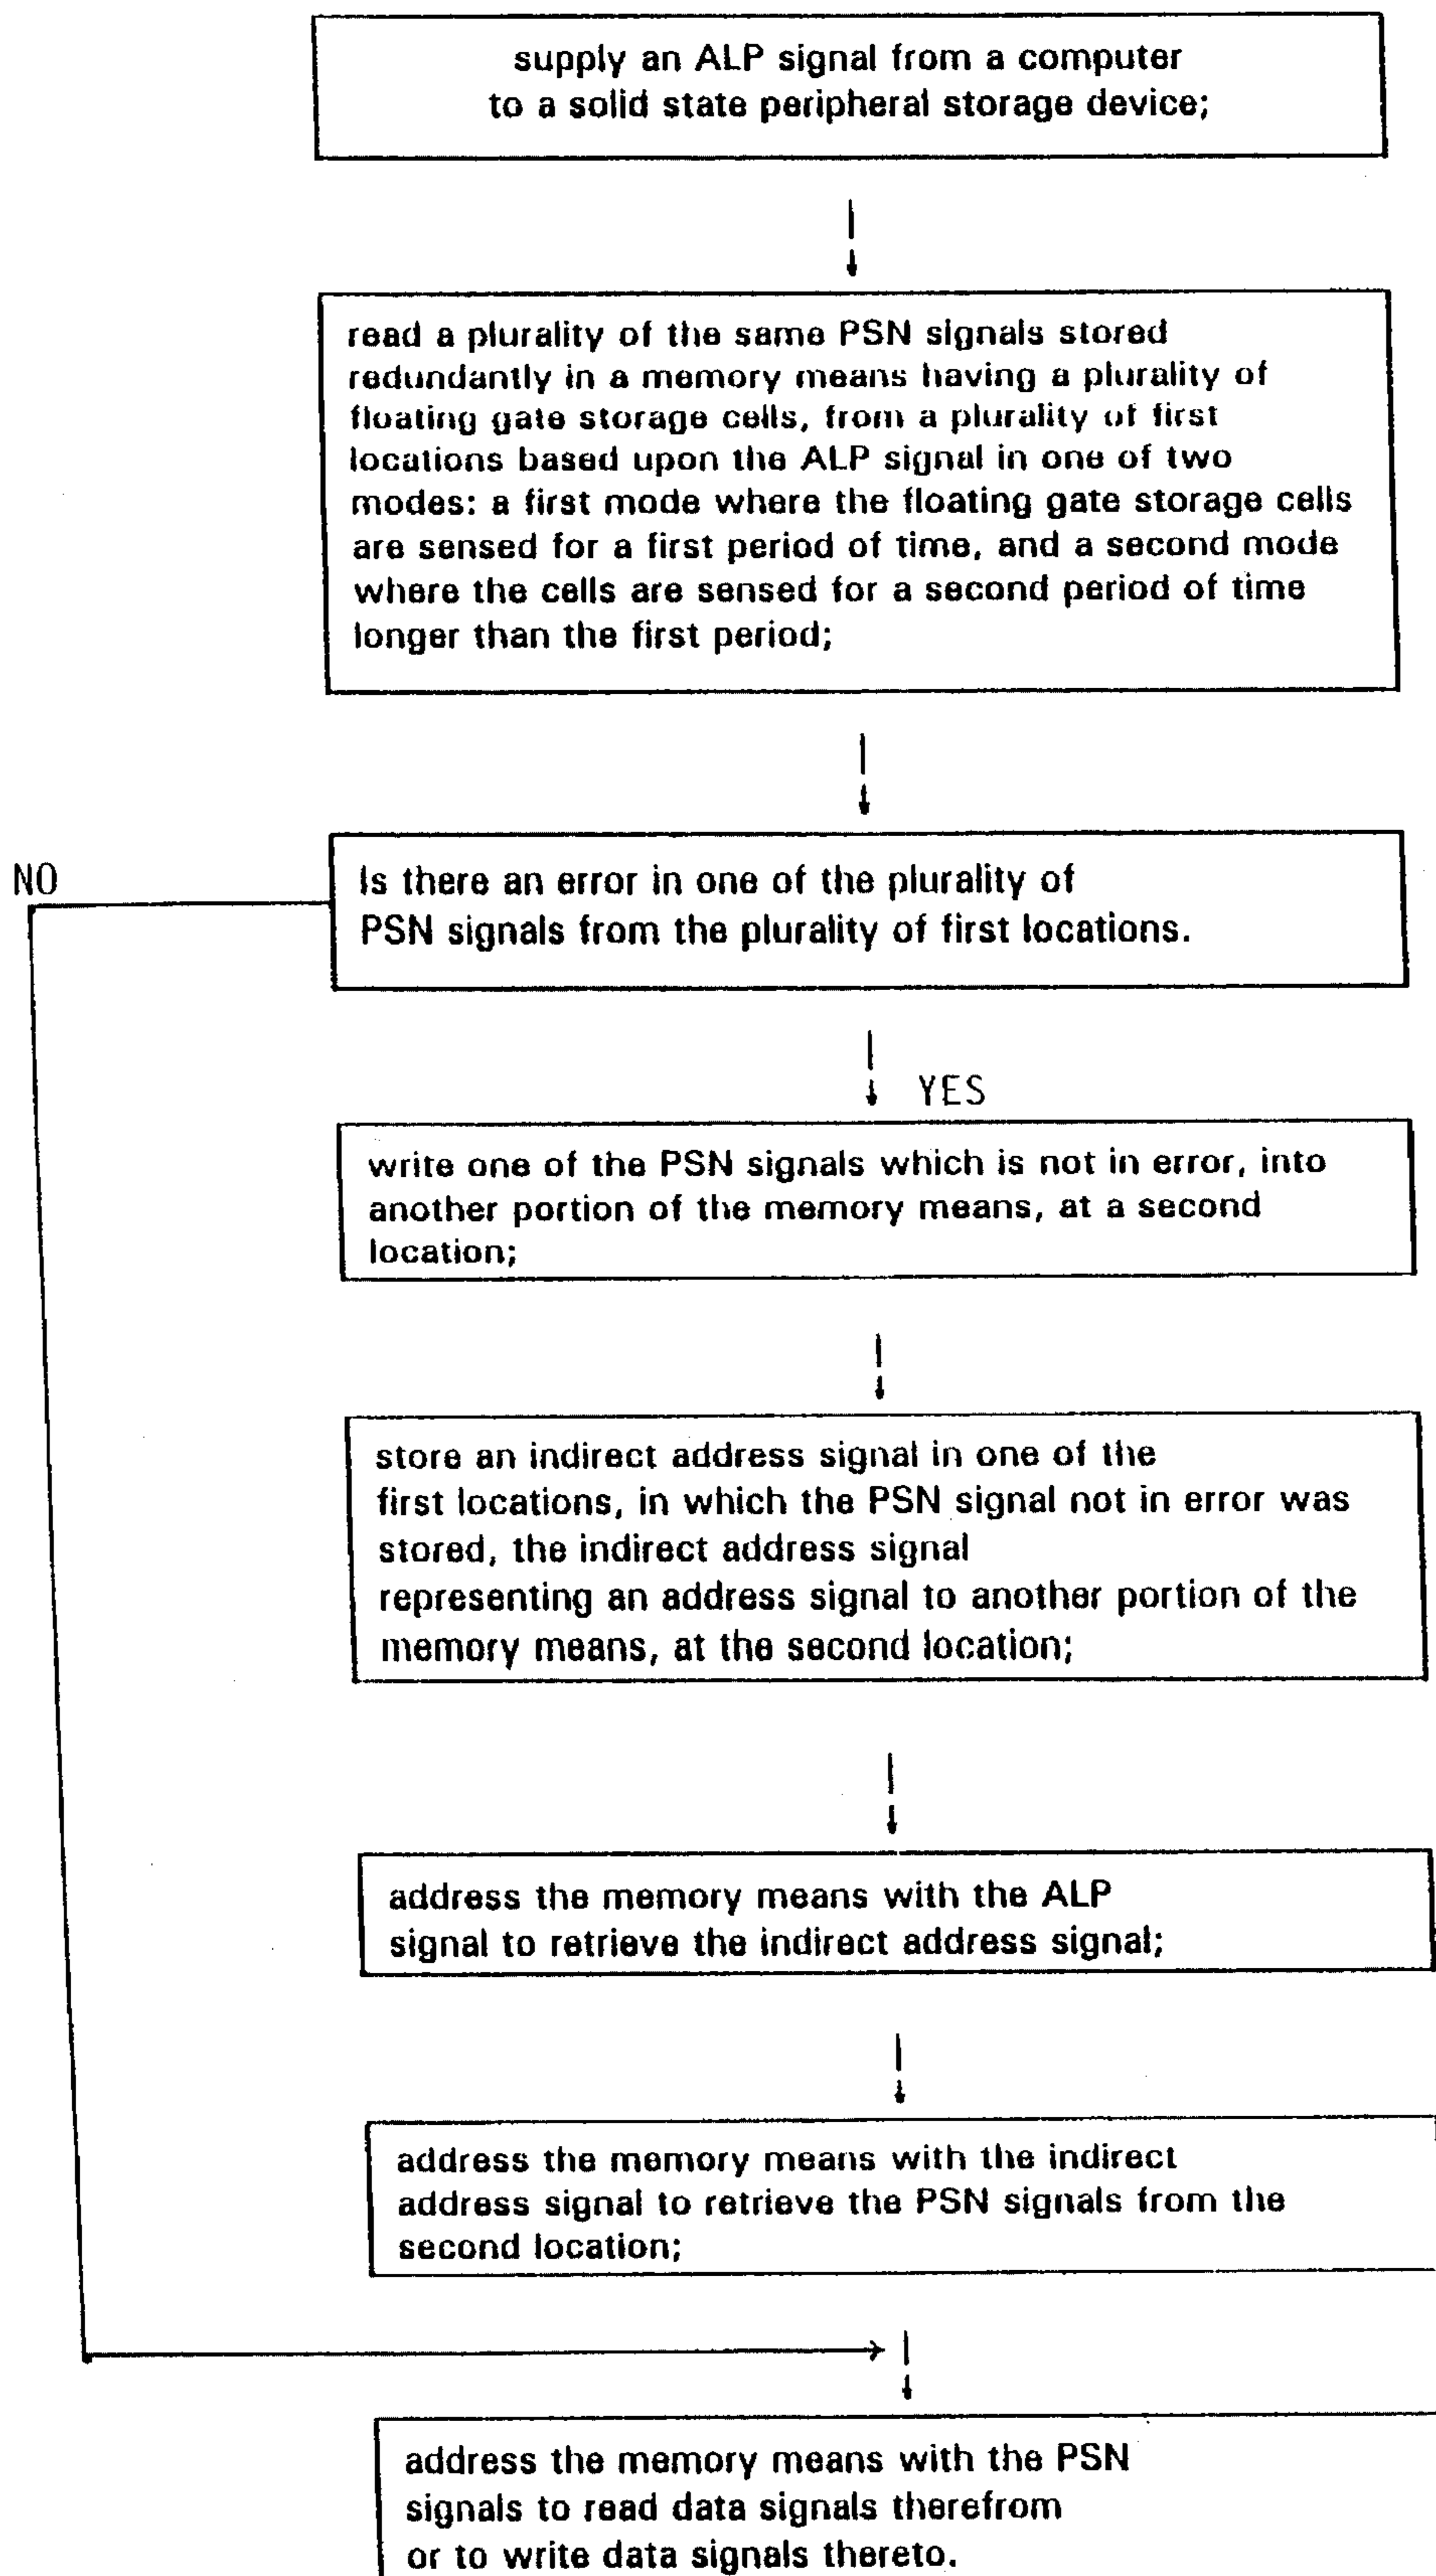 supply an ALP signal from a computer
to a solid state peripheral storage device;
read a plurality of the same PSN signals stored
redundantly in a memory means having a plurality of
floating gate storage cells, from a plurality of first
locations based upon the ALP signal in one of two
modes: a first mode where the floating gate storage cells
are sensed for a first period of time, and a second mode
where the cells are sensed for a second period of time
longer than the first period;
NO
Is there an error in one of the plurality of
PSN signals from the plurality of first locations.
YES
write one of the PSN signals which is not in error, into
another portion of the memory means, at a second
location;
store an indirect address signal in one of the
first locations, in which the PSN signal not in error was
stored, the indirect address signal
representing an address signal to another portion of the
memory means, at the second location;
address the memory means with the ALP
signal to retrieve the indirect address signal;
address the memory means with the indirect
address signal to retrieve the PSN signals from the
second location;
address the memory means with the PSN
signals to read data signals therefrom
or to write data signals thereto.